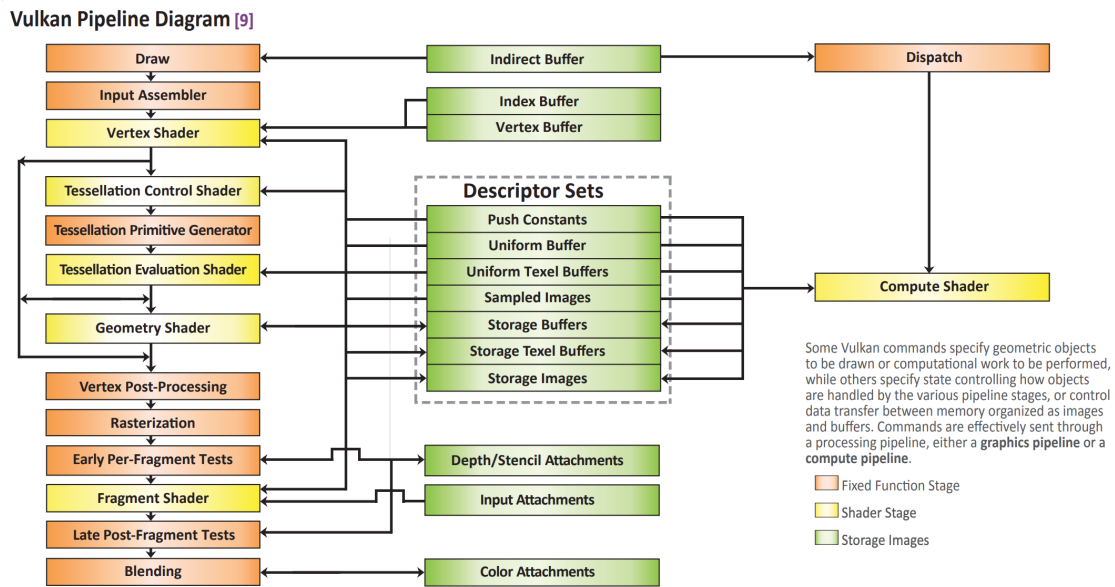 Vulkan Pipeline Diagram [9]
Draw
Input Assembler
Vertex Shader
Tessellation Control Shader
Tessellation Primitive Generator
Tessellation Evaluation Shader
Geometry Shader
Vertex Post-Processing
Rasterization
Early Per-Fragment Tests
Fragment Shader
Late Post-Fragment Tests
Blending
Indirect Buffer
Index Buffer
Vertex Buffer
Descriptor Sets
Push Constants
Uniform Buffer
Uniform Texel Buffers
Sampled Images
Storage Buffers
Storage Texel Buffers
Storage Images
Depth/Stencil Attachments
Input Attachments
Color Attachments
Dispatch
Compute Shader
Some Vulkan commands specify geometric objects
to be drawn or computational work to be performed,
while others specify state controlling how objects
are handled by the various pipeline stages, or control
data transfer between memory organized as images
and buffers. Commands are effectively sent through
a processing pipeline, either a graphics pipeline or a
compute pipeline.
Fixed Function Stage
Shader Stage
Storage Images